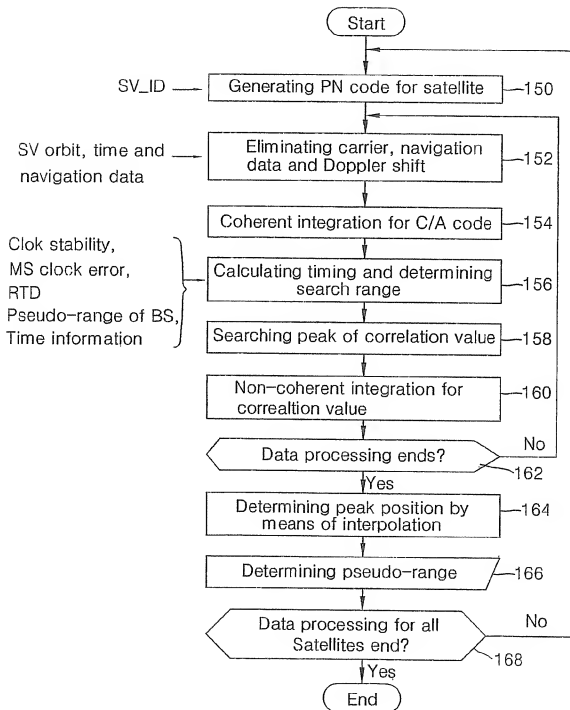 Start
SV_ID
Generating PN code for satellite
150
SV orbit, time and
navigation data
Eliminating carrier, navigation
data and Doppler shift
152
Coherent integration for C/A code
154
Clok stability,
MS clock error,
RTD
Pseudo-range of BS,
Time information
Calculating timing and determining
search range
156
Searching peak of correlation value
158
Non-coherent integration for
correaltion value
160
Data processing ends?
No
162
Yes
Determining peak position by
means of interpolation
164
Determining pseudo-range
166
Data processing for all
Satellites end?
No
168
Yes
End